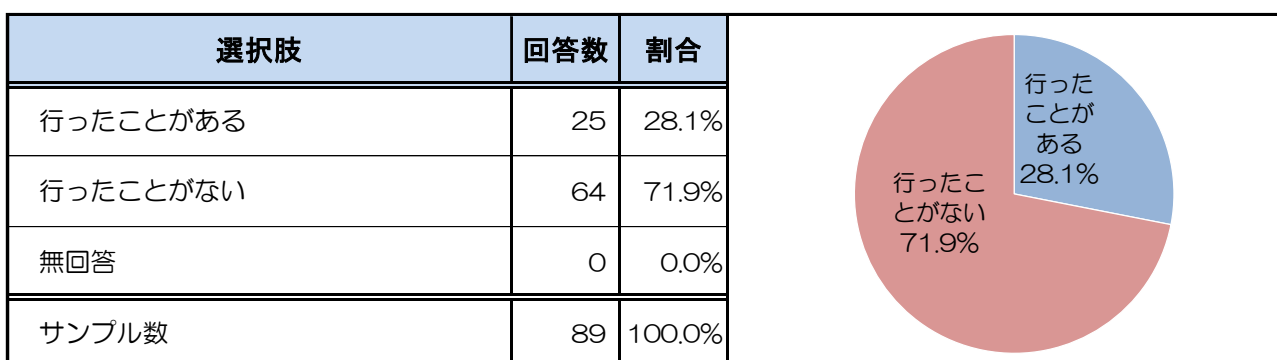 選択肢 回答数 割合
行ったことがある 25 28.1%
行ったことがない 64 71.9%
無回答 0 0.0%
サンプル数 89 100.0%
行った
ことが
ある
28.1%
行ったこ
とがない
71.9%